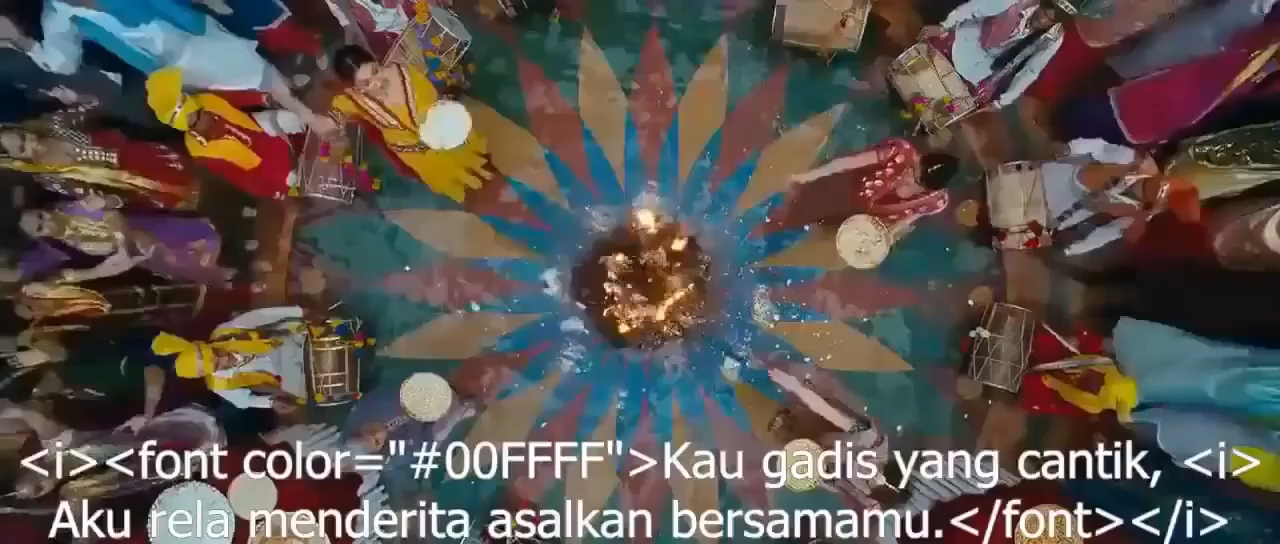 <i><font color="#00FFFF">Kau gadis yang cantik, <i>
Aku rela menderita asalkan bersamamu.</font></i>